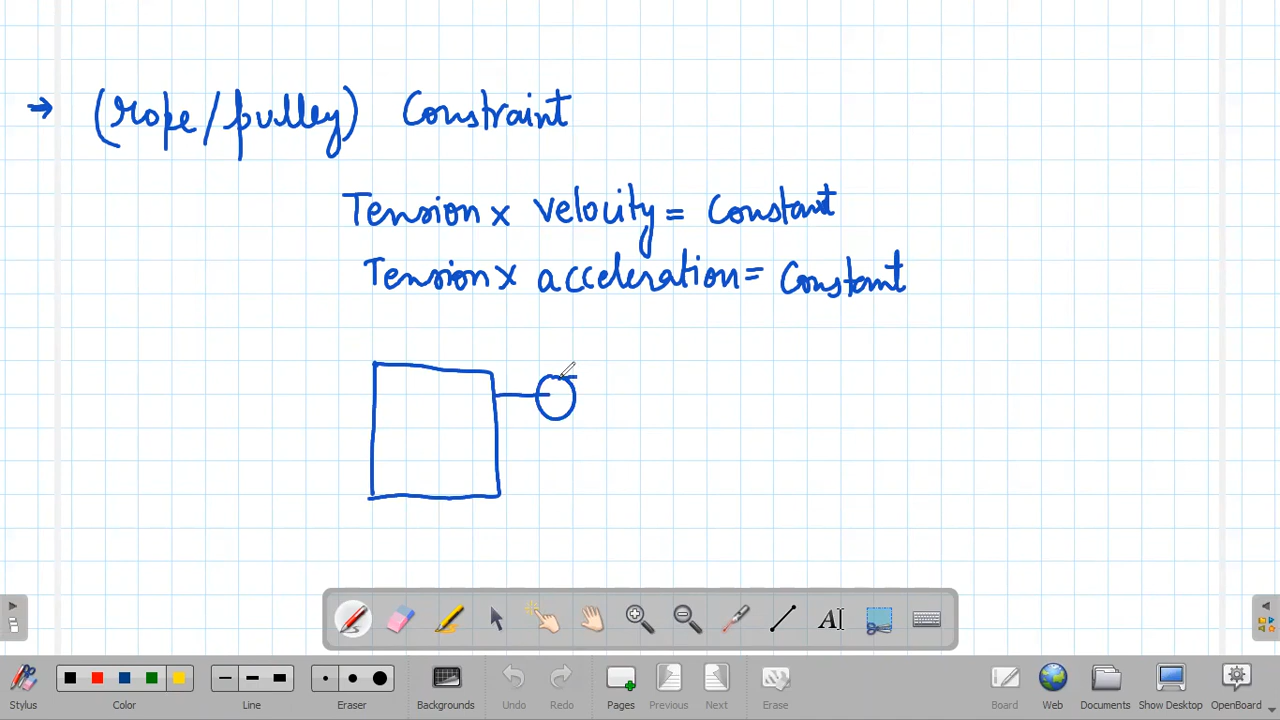 → (rope/pulley) Constraint
Tension x velocity = Constant
Tension x acceleration = Constant
Stylus
Color
Line
Eraser
Backgrounds
Undo
Redo
Pages
Previous
Next
Erase
Board
Web
Documents
Show Desktop
OpenBoard